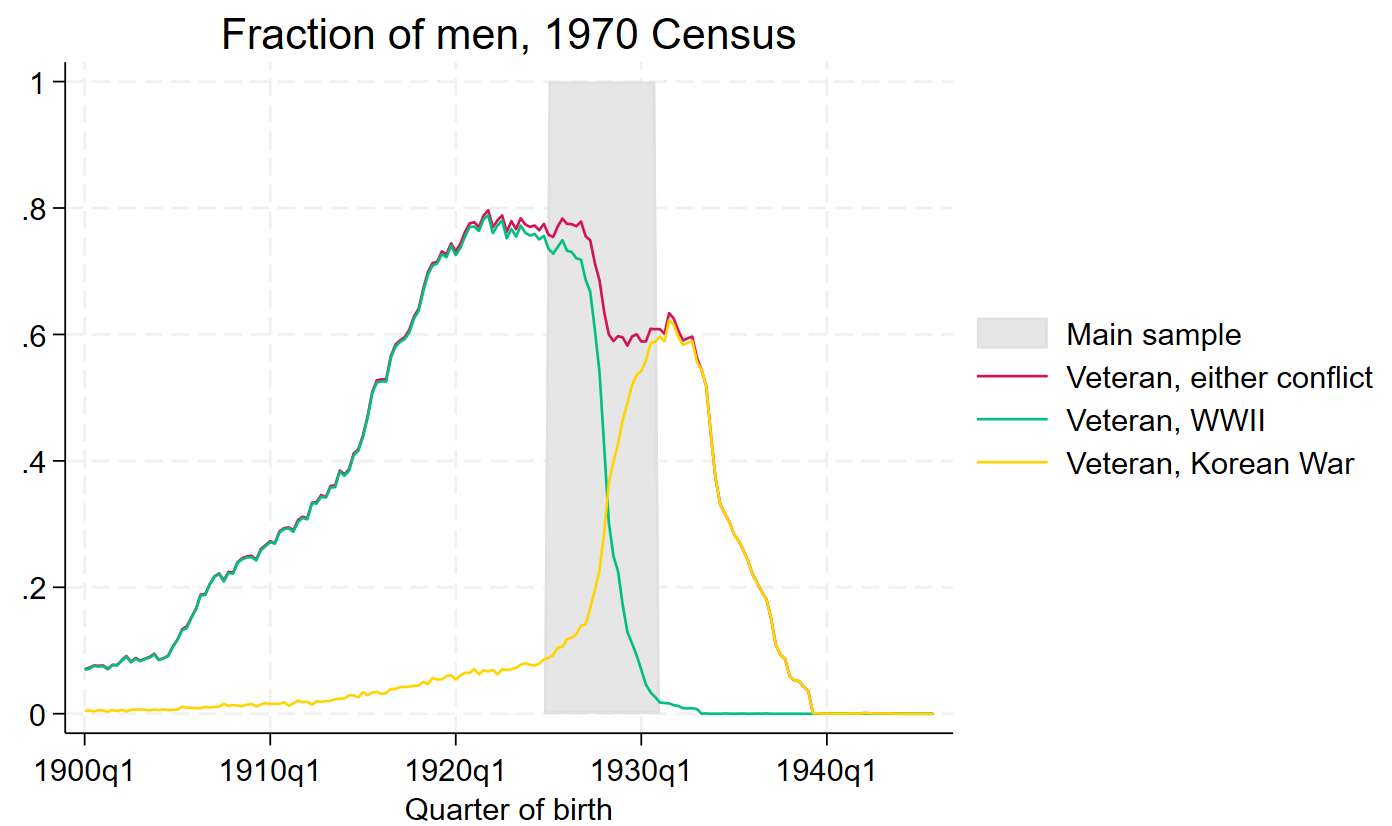 Fraction of men, 1970 Census
1
.8
.6
.4
.2
0
1900q1 1910q1 1920q1 1930q1 1940q1
Quarter of birth
Main sample
Veteran, either conflict
Veteran, WWII
Veteran, Korean War